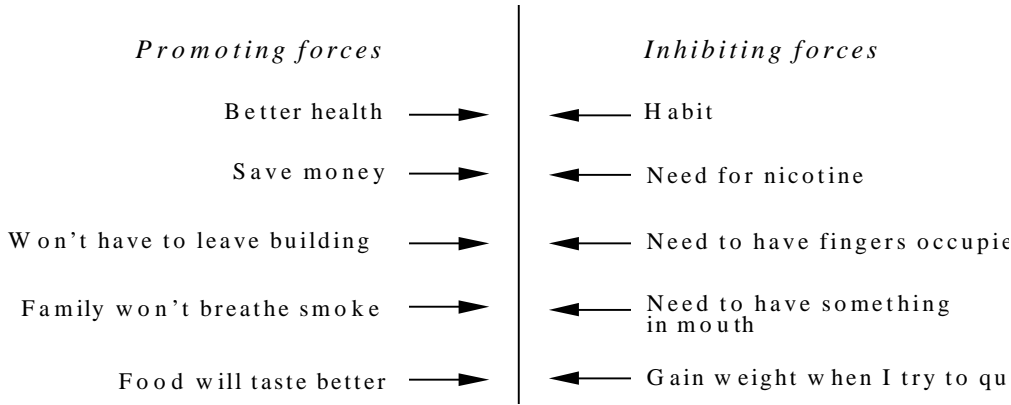 Promoting forces
Inhibiting forces
Better health
Habit
Save money
Need for nicotine
Won't have to leave building
Need to have fingers
Family won't breathe smoke
Need to have something
in mouth
Food will taste better
Gain weight when I try to